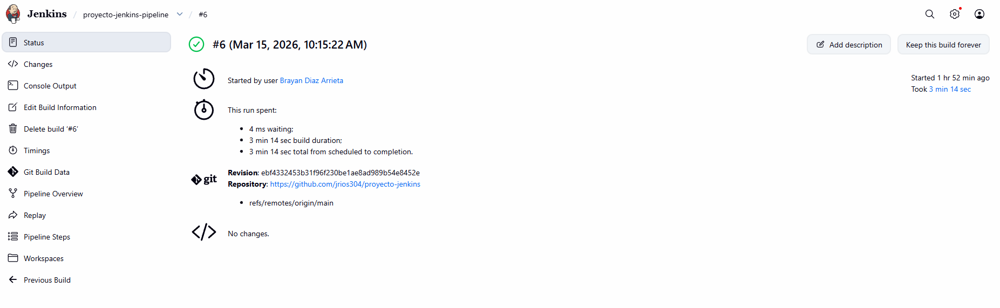 Jenkins / proyecto-jenkins-pipeline / #6
Status
Changes
Console Output
Edit Build Information
Delete build ‘#6’
Timings
Git Build Data
Pipeline Overview
Replay
Pipeline Steps
Workspaces
Previous Build
#6 (Mar 15, 2026, 10:15:22 AM)
Add description
Keep this build forever
Started by user Brayan Diaz Arrieta
Started 1 hr 52 min ago
Took 3 min 14 sec
This run spent:
• 4 ms waiting;
• 3 min 14 sec build duration;
• 3 min 14 sec total from scheduled to completion.
git
Revision: ebf4332453b31f96f230be1ae8ad989b54e8452e
Repository: https://github.com/jrios304/proyecto-jenkins
• refs/remotes/origin/main
</> No changes.